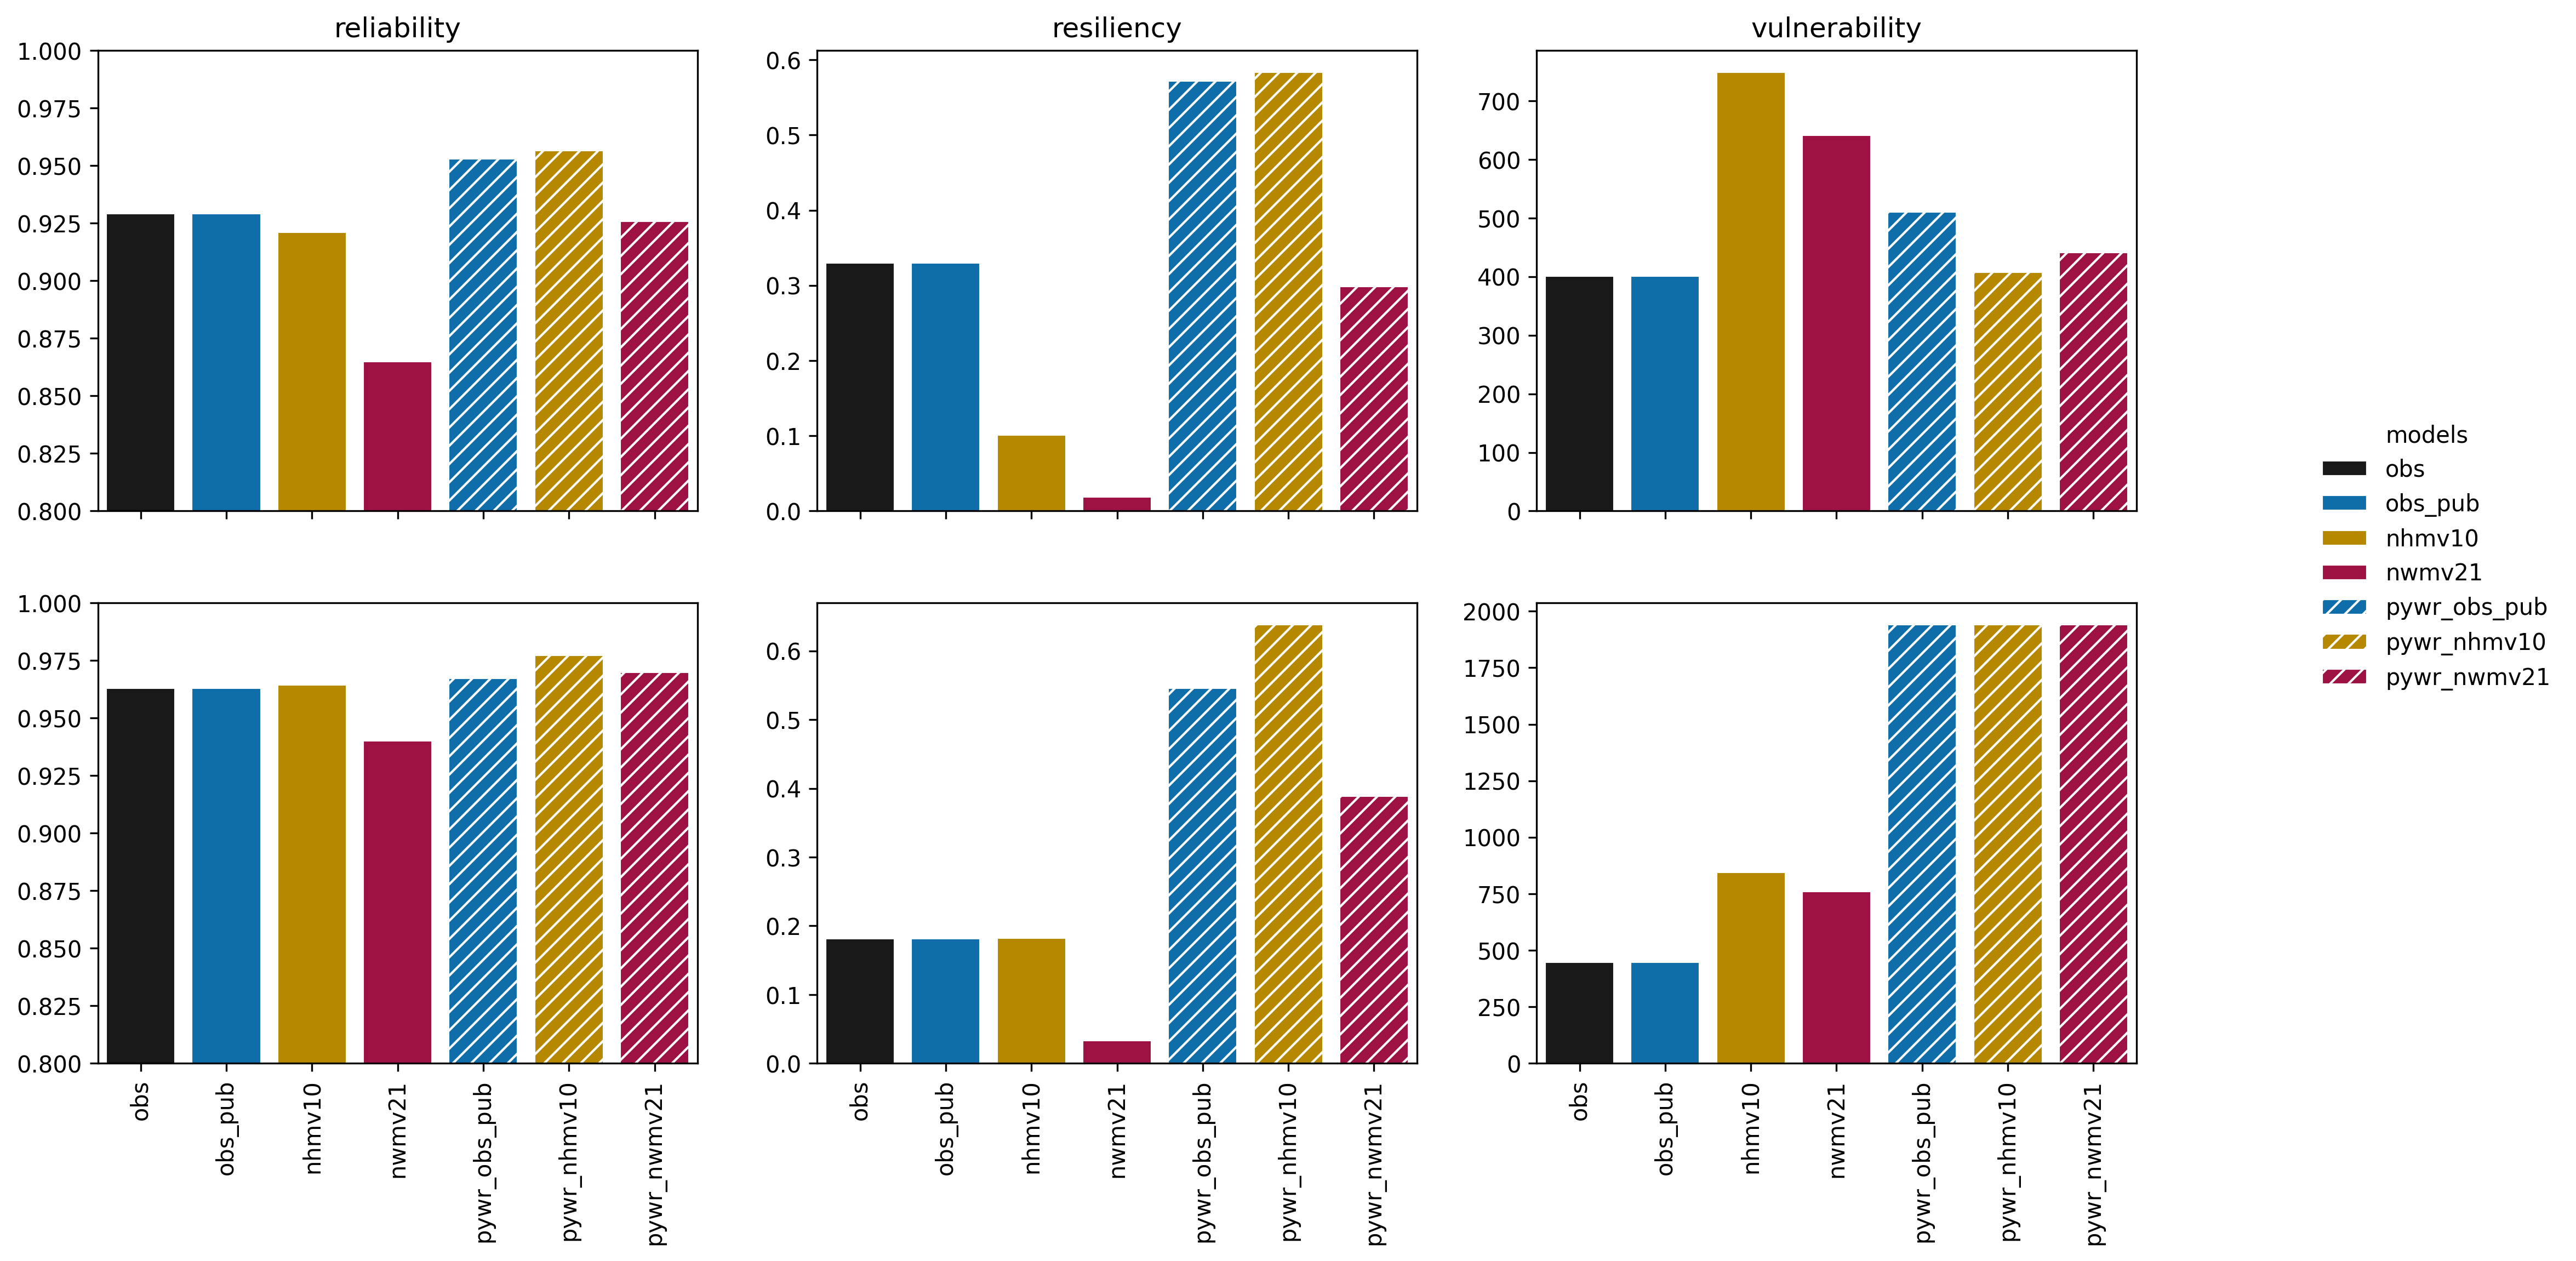 reliability
resiliency
vulnerability
1.000
0.975
0.950
0.925
0.900
0.875
0.850
0.825
0.800
0.6
0.5
0.4
0.3
0.2
0.1
0.0
700
600
500
400
300
200
100
0
1.000
0.975
0.950
0.925
0.900
0.875
0.850
0.825
0.800
obs
obs_pub
nhmv10
nwmv21
pywr_obs_pub
pywr_nhmv10
pywr_nwmv21
0.6
0.5
0.4
0.3
0.2
0.1
0.0
obs
obs_pub
nhmv10
nwmv21
pywr_obs_pub
pywr_nhmv10
pywr_nwmv21
2000
1750
1500
1250
1000
750
500
250
0
obs
obs_pub
nhmv10
nwmv21
pywr_obs_pub
pywr_nhmv10
pywr_nwmv21
models
obs
obs_pub
nhmv10
nwmv21
pywr_obs_pub
pywr_nhmv10
pywr_nwmv21